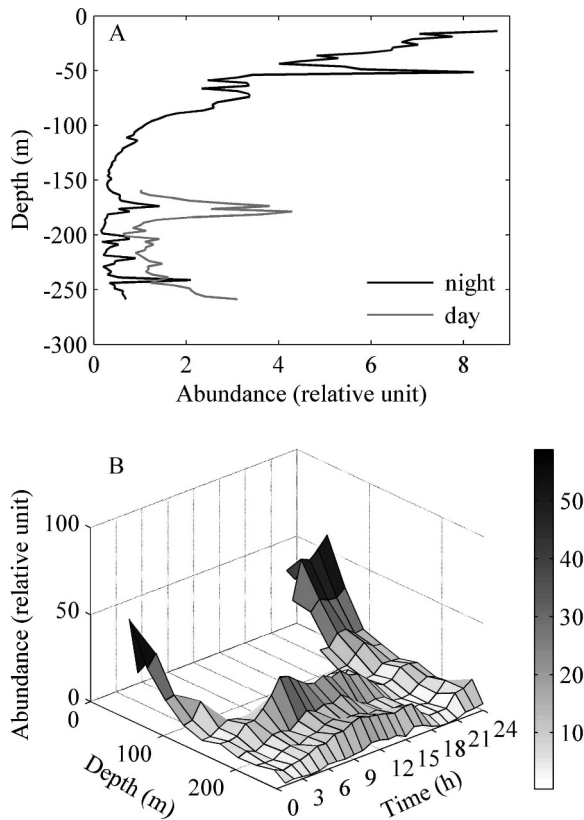 A
0
-50
-100
-150
-200
-250
-300
Depth (m)
night
day
0 2 4 6 8
Abundance (relative unit)
B
100
50
0
Abundance (relative unit)
0
100
200
Depth (m)
0 3 6 9 12 15 18 21 24
Time (h)
50
40
30
20
10